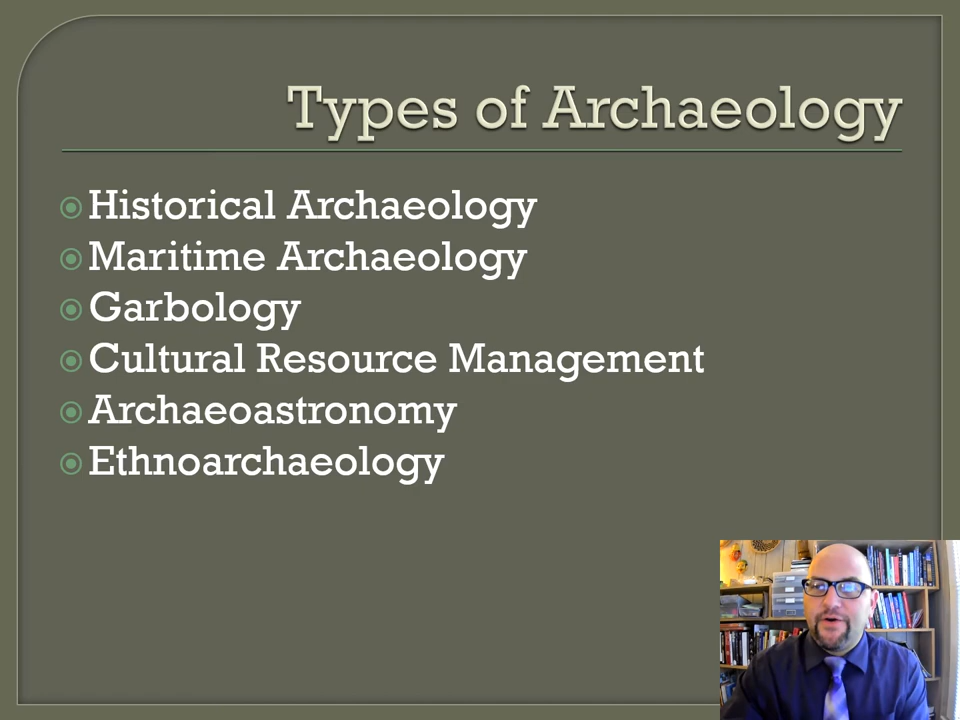 Types of Archaeology
Historical Archaeology
Maritime Archaeology
Garbology
Cultural Resource Management
Archaeoastronomy
Ethnoarchaeology